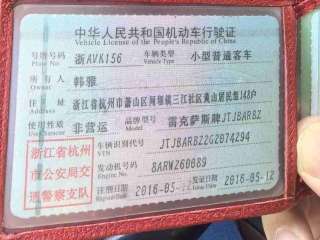 中华人民共和国机动车行驶证
Vehicle License of the People's Republic of China
号牌号码 浙AVK156 车辆类型 小型普通客车
Plate No. Vehicle Type
所有人 韩雅
Owner
住址 浙江省杭州市萧山区闻堰镇三江社区黄山居民组148户
Address
使用性质 非营运 品牌型号 雷克萨斯牌JTJBARBZ
Use Character Model
浙江省杭州 车辆识别代号 JTJBARBZ2G2074294
VIN
市公安局交 发动机号码 8ARW260089
Engine No.
通警察支队 注册日期 2016-05-12 发证日期 2016-05-12
Register Date Issue Date